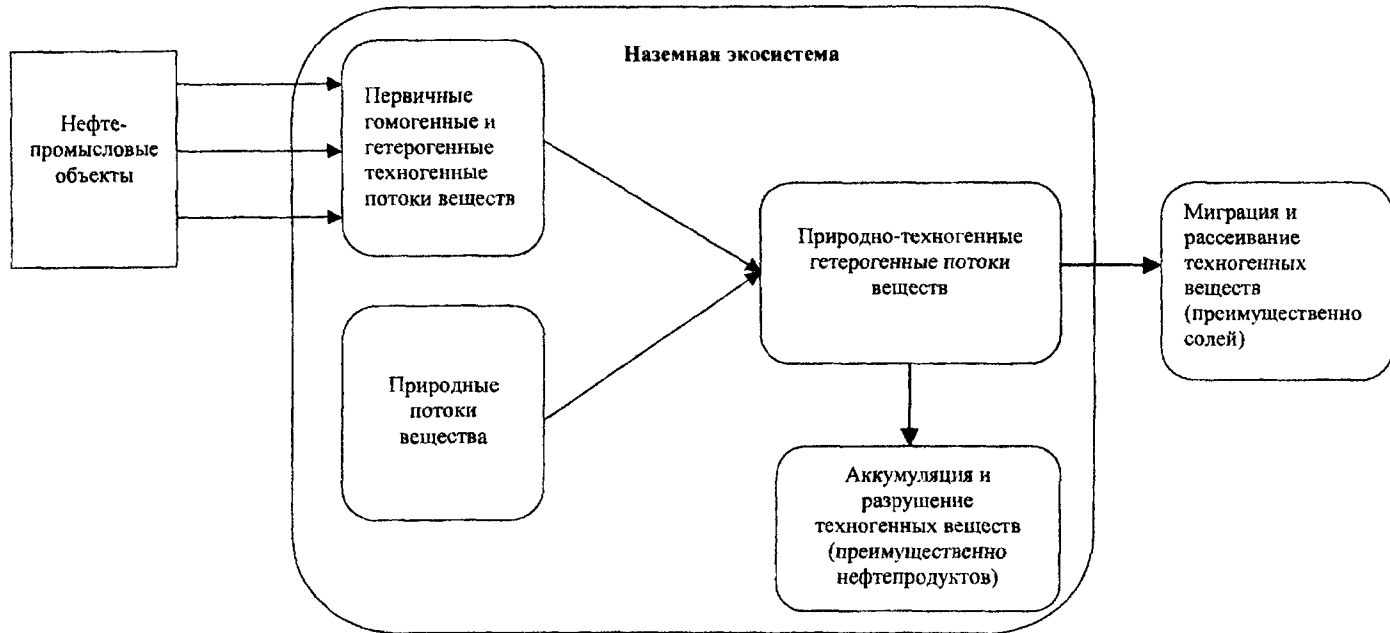 Наземная экосистема
Нефте-
промысловые
объекты
Первичные
гомогенные и
гетерогенные
техногенные
потоки веществ
Природные
потоки
вещества
Природно-техногенные
гетерогенные потоки
веществ
Миграция и
рассеивание
техногенных
веществ
(преимущественно
солей)
Аккумуляция и
разрушение
техногенных веществ
(преимущественно
нефтепродуктов)